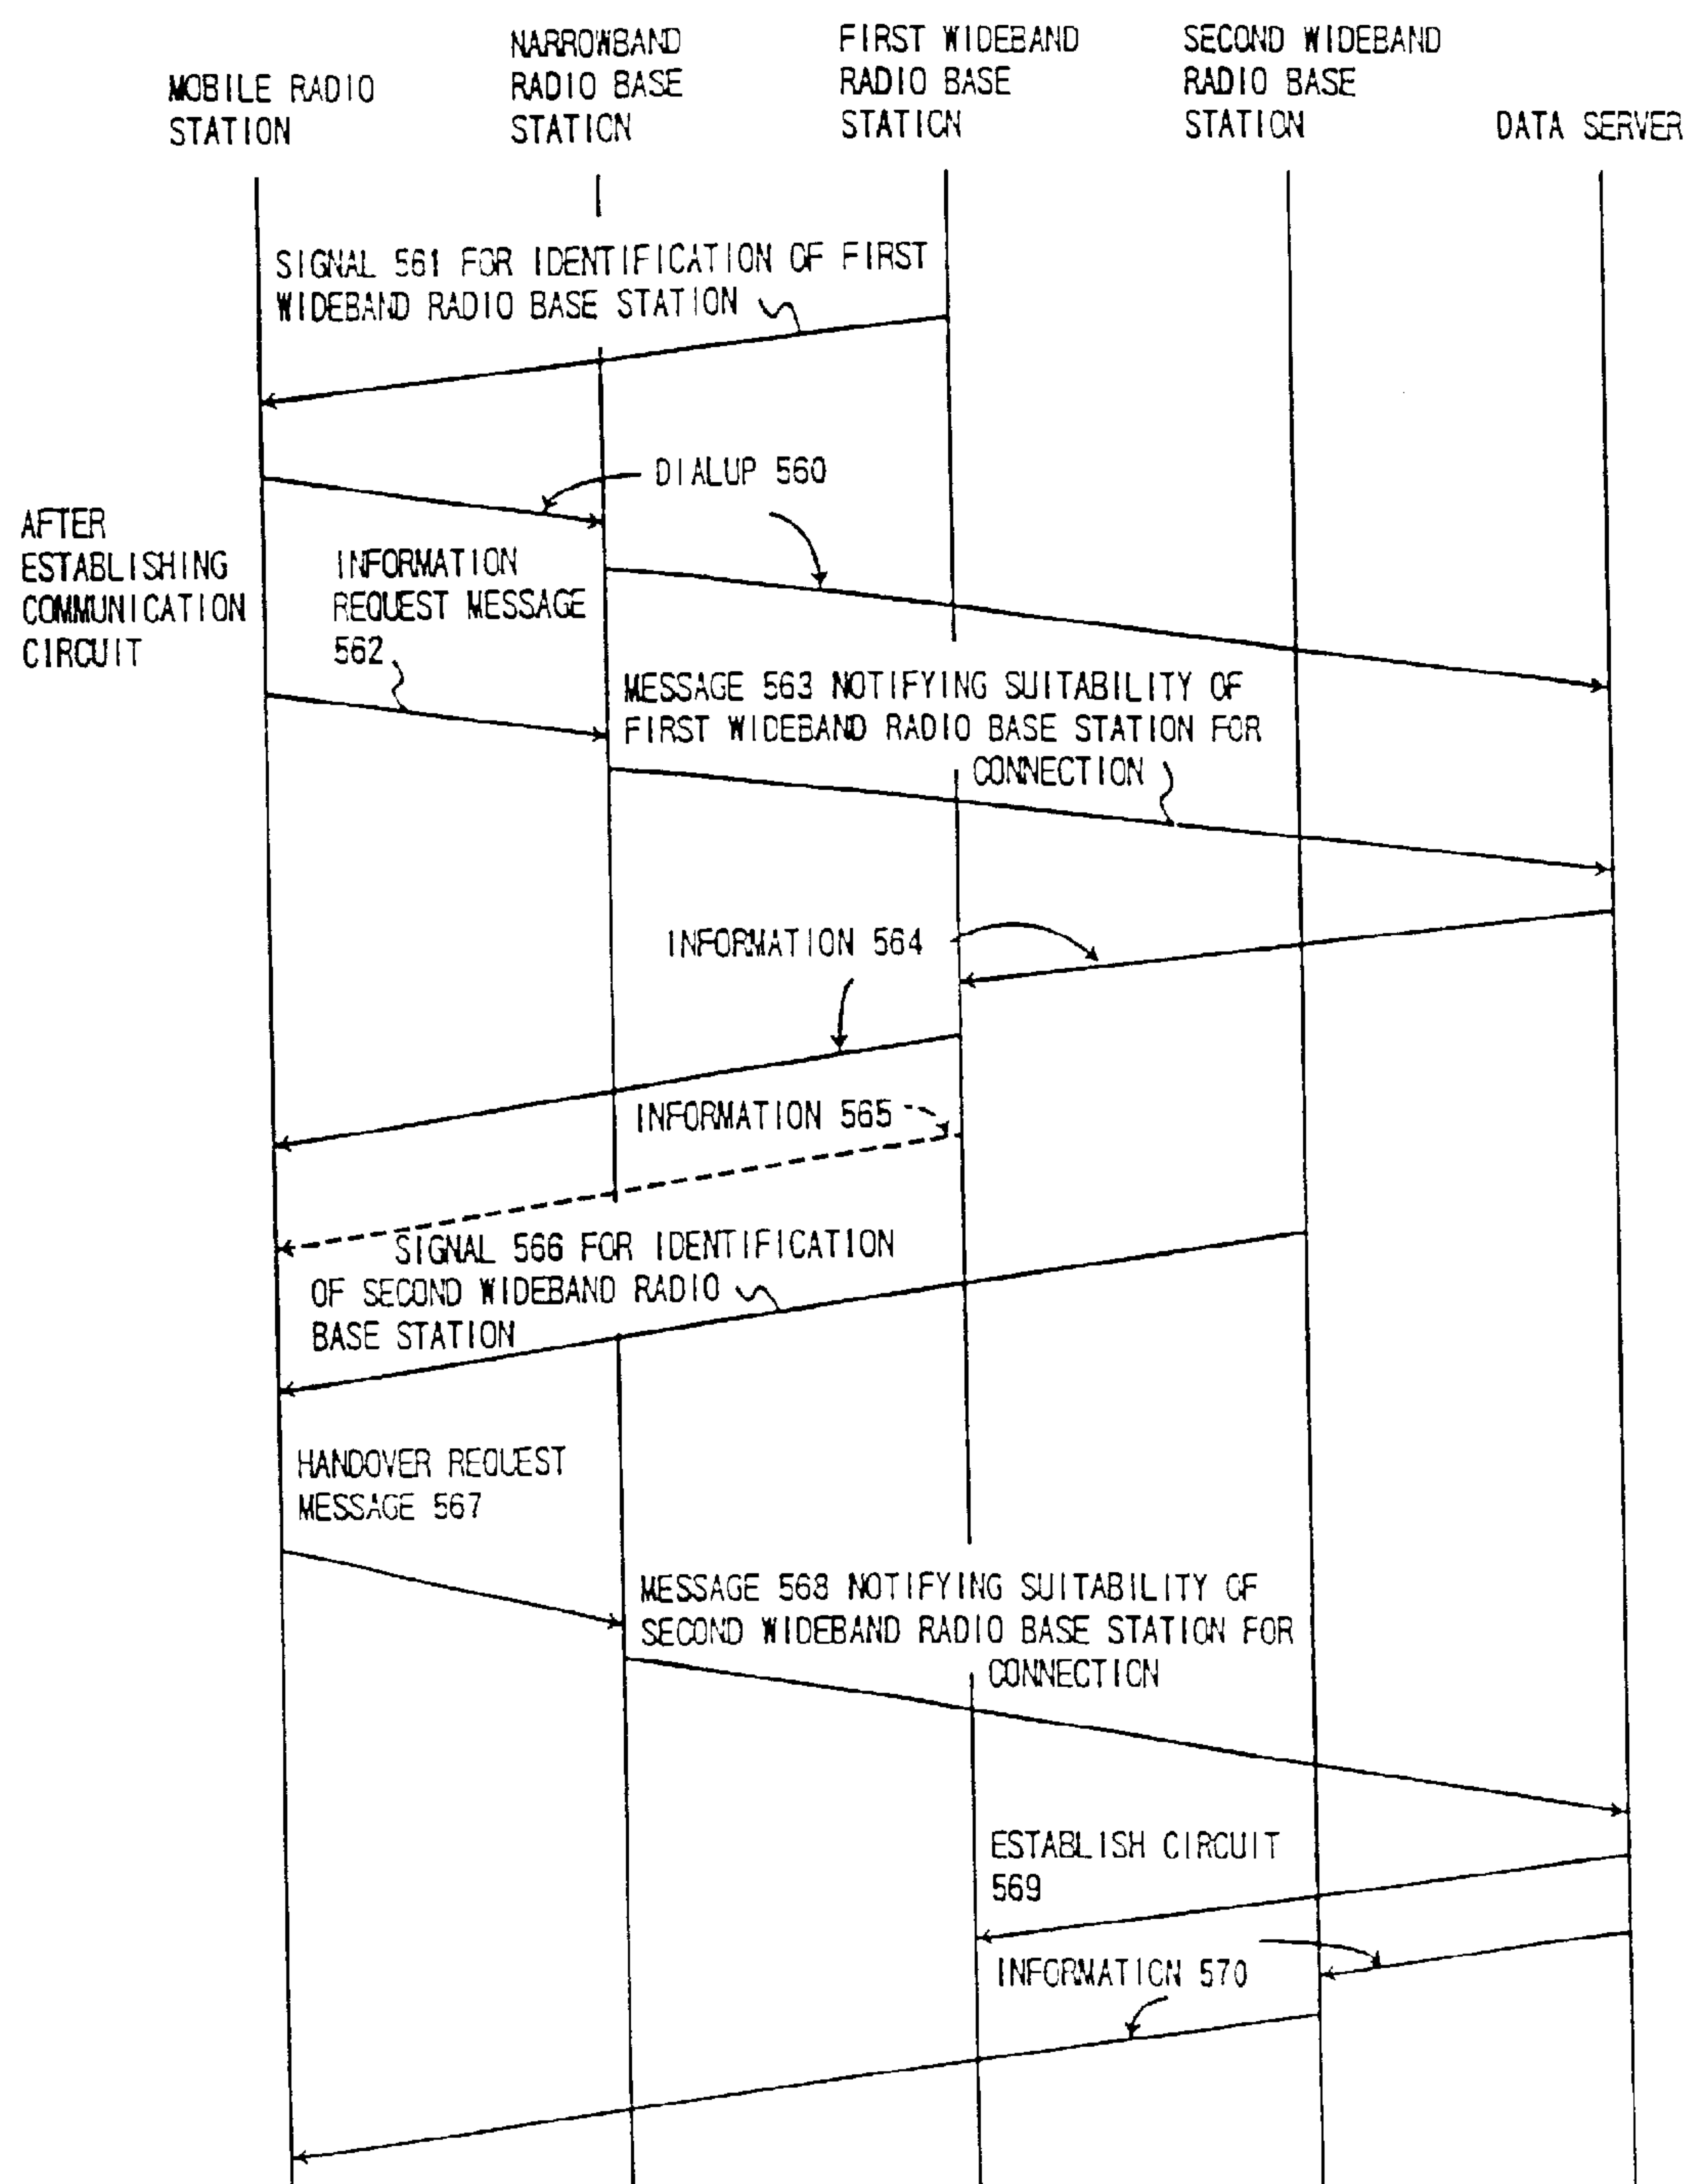 MOBILE RADIO
STATION
NARROWBAND
RADIO BASE
STATION
FIRST WIDEBAND
RADIO BASE
STATION
SECOND WIDEBAND
RADIO BASE
STATION
DATA SERVER
SIGNAL 561 FOR IDENTIFICATION OF FIRST
WIDEBAND RADIO BASE STATION
DIALUP 560
AFTER
ESTABLISHING
COMMUNICATION
CIRCUIT
INFORMATION
REQUEST MESSAGE
562
MESSAGE 563 NOTIFYING SUITABILITY OF
FIRST WIDEBAND RADIO BASE STATION FOR
CONNECTION
INFORMATION 564
INFORMATION 565
SIGNAL 566 FOR IDENTIFICATION
OF SECOND WIDEBAND RADIO
BASE STATION
HANDOVER REQUEST
MESSAGE 567
MESSAGE 568 NOTIFYING SUITABILITY OF
SECOND WIDEBAND RADIO BASE STATION FOR
CONNECTION
ESTABLISH CIRCUIT
569
INFORMATION 570